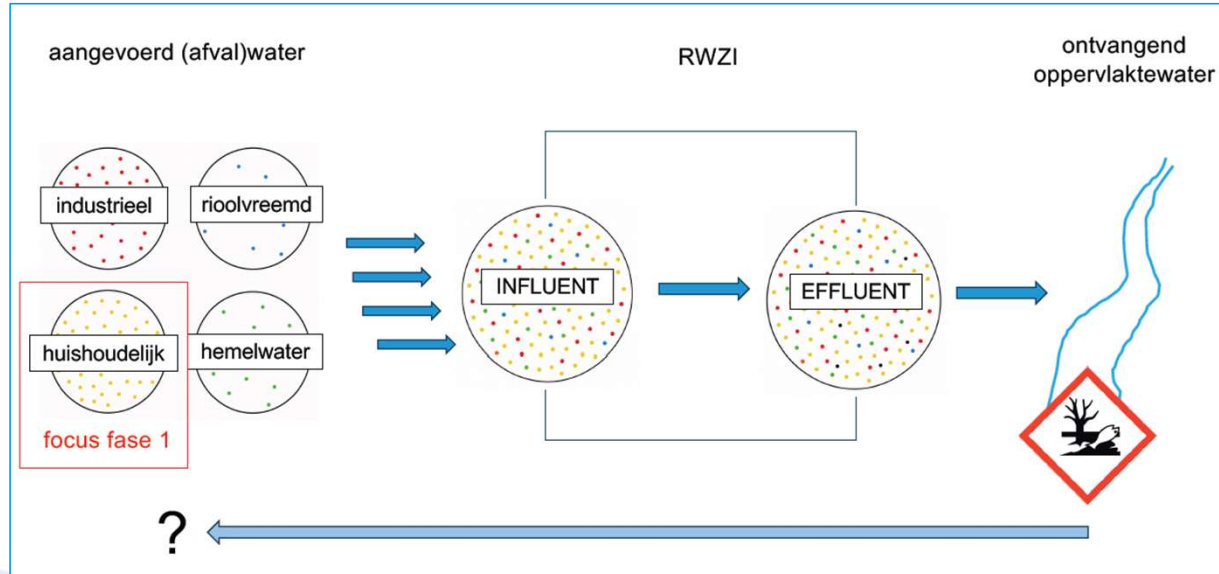 aangevoerd (afval)water
RWZI
ontvangend
oppervlaktewater
industrieel
rioolvreemd
huishoudelijk
hemelwater
focus fase 1
INFLUENT
EFFLUENT
?